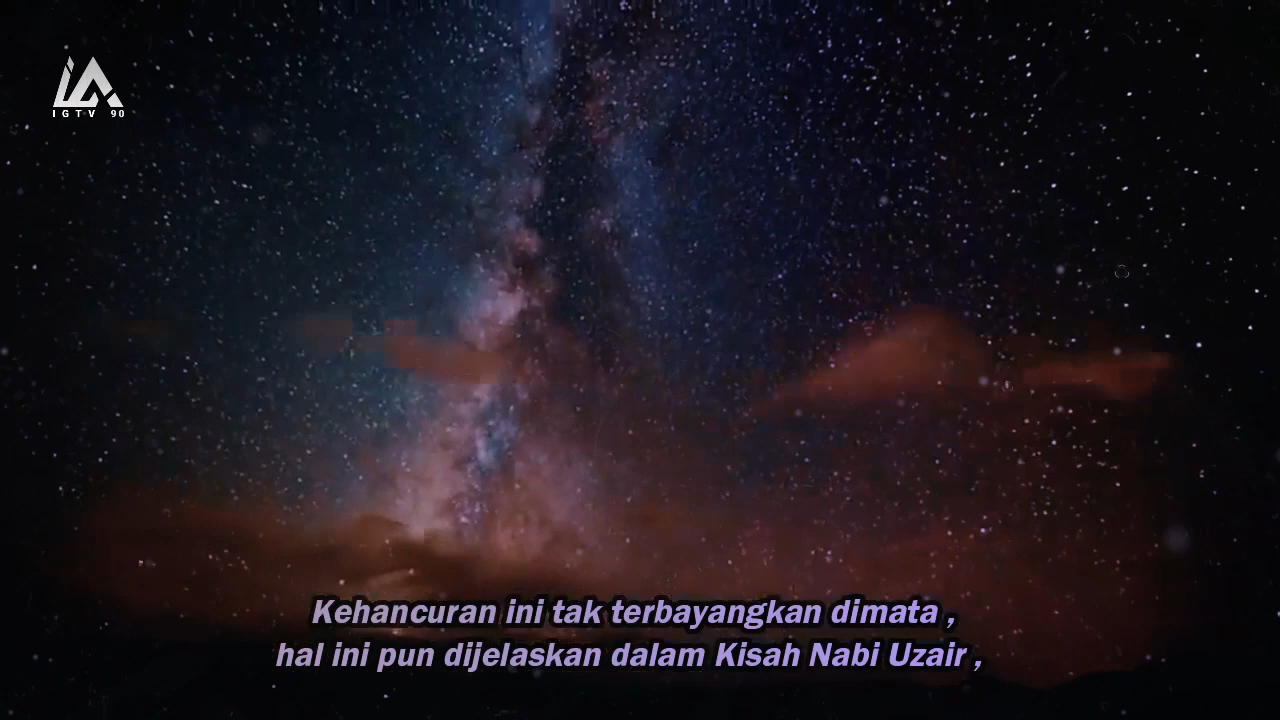 IGTV 90
Kehancuran ini tak terbayangkan dimata ,
hal ini pun dijelaskan dalam Kisah Nabi Uzair ,